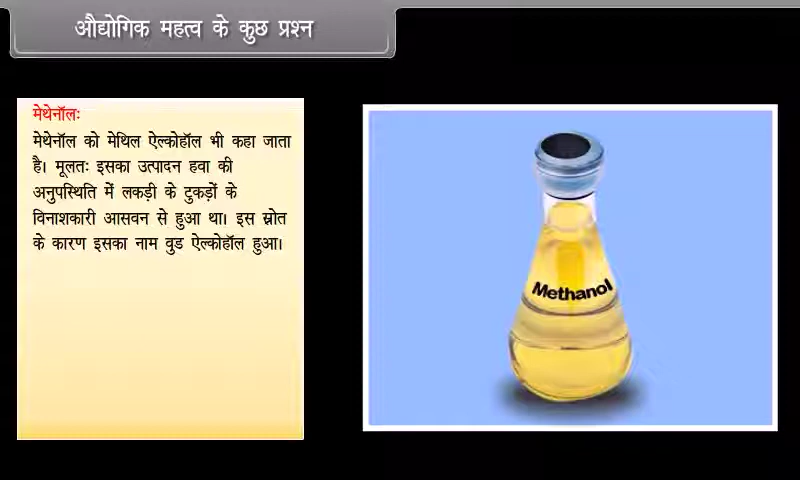 औद्योगिक महत्व के कुछ प्रश्न
मेथेनॉलः
मेथेनॉल को मेथिल ऐल्कोहॉल भी कहा जाता
है। मूलतः इसका उत्पादन हवा की
अनुपस्थिति में लकड़ी के टुकड़ों के
विनाशकारी आसवन से हुआ था। इस स्रोत
के कारण इसका नाम वुड ऐल्कोहॉल हुआ।
Methanol